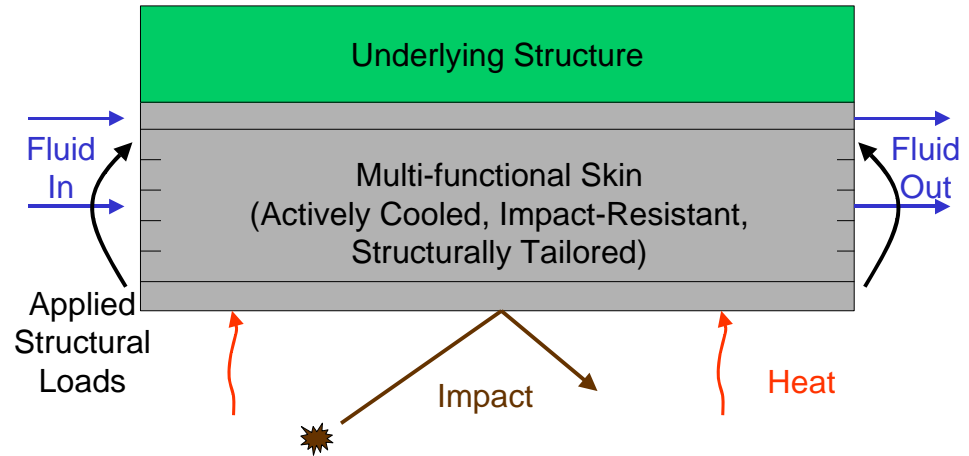 Underlying Structure
Fluid
In
Fluid
Out
Multi-functional Skin
(Actively Cooled, Impact-Resistant,
Structurally Tailored)
Applied
Structural
Loads
Impact
Heat